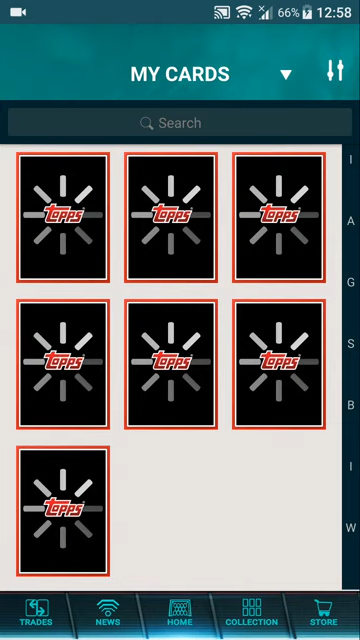 66% 12:58
MY CARDS
Search
Topps Topps Topps
Topps Topps Topps
Topps
I
A
G
S
B
I
W
TRADES NEWS HOME COLLECTION STORE